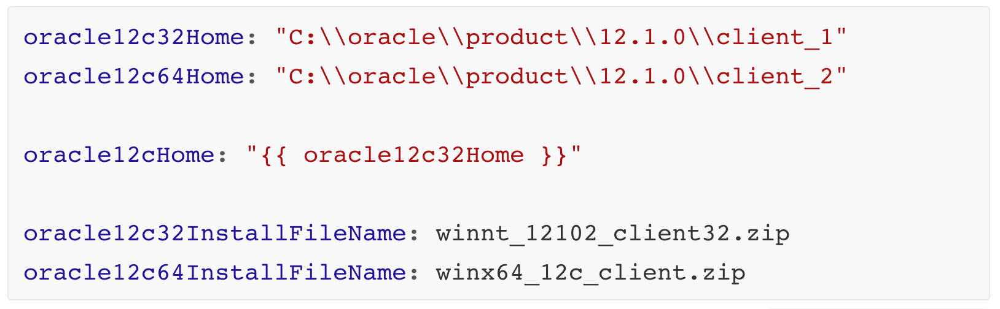 oracle12c32Home: "C:\\oracle\\product\\12.1.0\\client_1"
oracle12c64Home: "C:\\oracle\\product\\12.1.0\\client_2"
oracle12cHome: "{{ oracle12c32Home }}"
oracle12c32InstallFileName: winnt_12102_client32.zip
oracle12c64InstallFileName: winx64_12c_client.zip